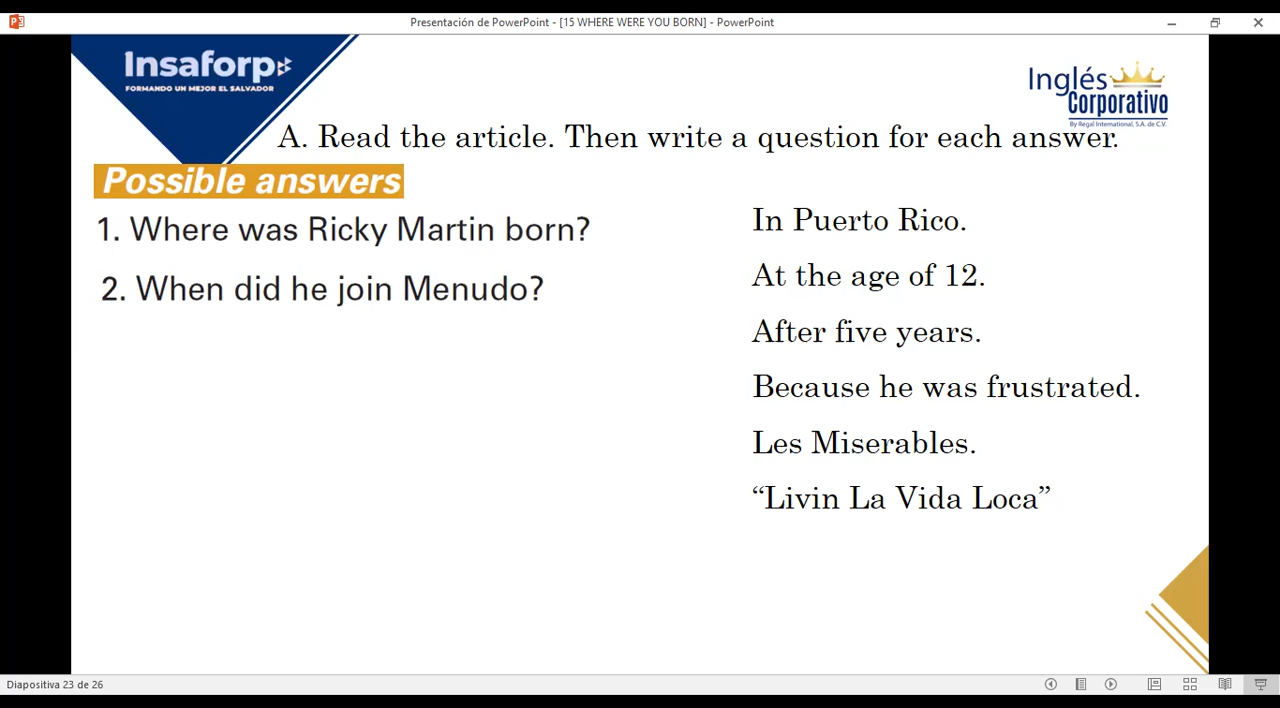 Presentación de PowerPoint - [15 WHERE WERE YOU BORN] - PowerPoint
Insaforp
FORMANDO UN MEJOR EL SALVADOR
Inglés
Corporativo
By Regal International, S.A. de C.V.
A. Read the article. Then write a question for each answer.
Possible answers
1. Where was Ricky Martin born?
In Puerto Rico.
2. When did he join Menudo?
At the age of 12.
After five years.
Because he was frustrated.
Les Miserables.
“Livin La Vida Loca”
Diapositiva 23 de 26